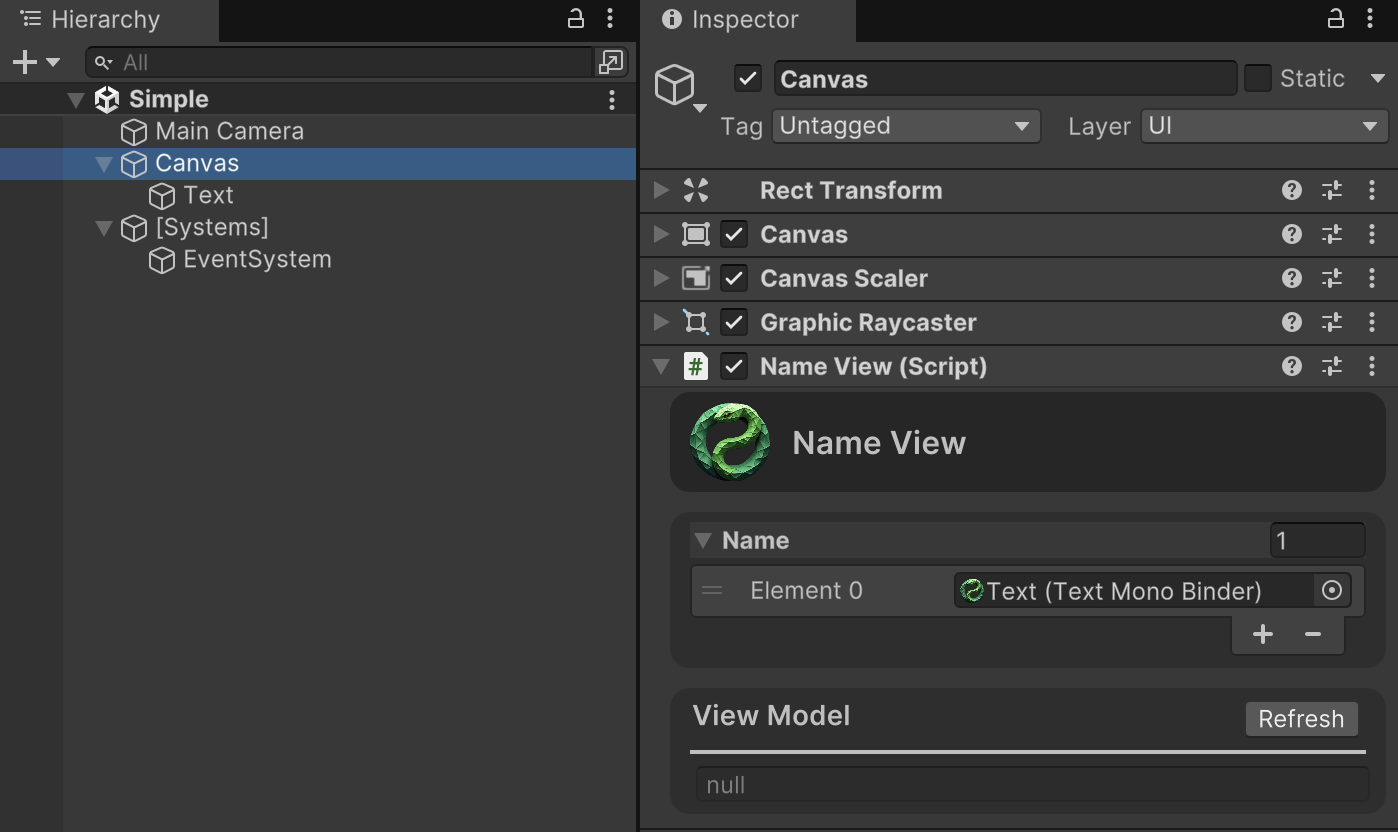 Hierarchy
All
Simple
Main Camera
Canvas
Text
[Systems]
EventSystem
Inspector
Canvas
Static
Tag Untagged Layer UI
Rect Transform
Canvas
Canvas Scaler
Graphic Raycaster
# Name View (Script)
Name View
Name 1
Element 0 Text (Text Mono Binder)
View Model Refresh
null